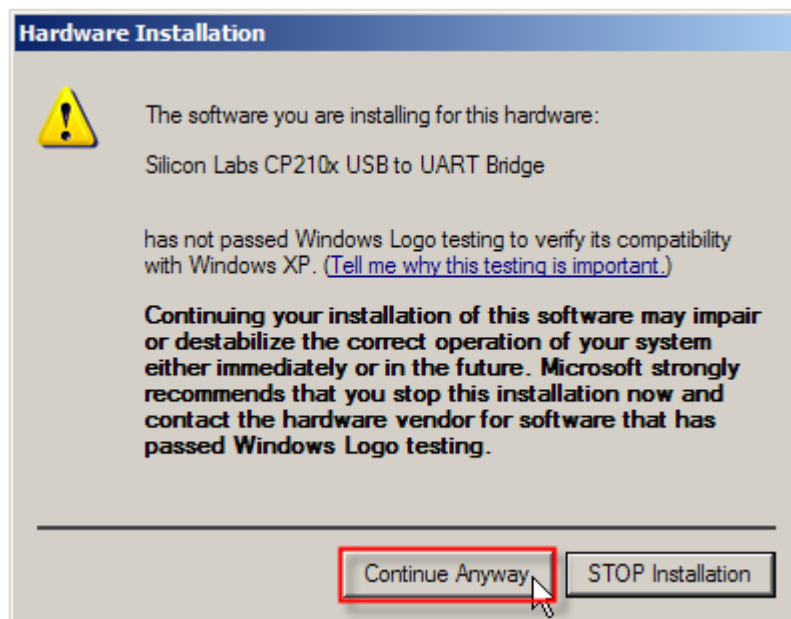 Hardware Installation
The software you are installing for this hardware:
Silicon Labs CP210x USB to UART Bridge
has not passed Windows Logo testing to verify its compatibility
with Windows XP. (Tell me why this testing is important.)
Continuing your installation of this software may impair
or destabilize the correct operation of your system
either immediately or in the future. Microsoft strongly
recommends that you stop this installation now and
contact the hardware vendor for software that has
passed Windows Logo testing.
Continue Anyway STOP Installation